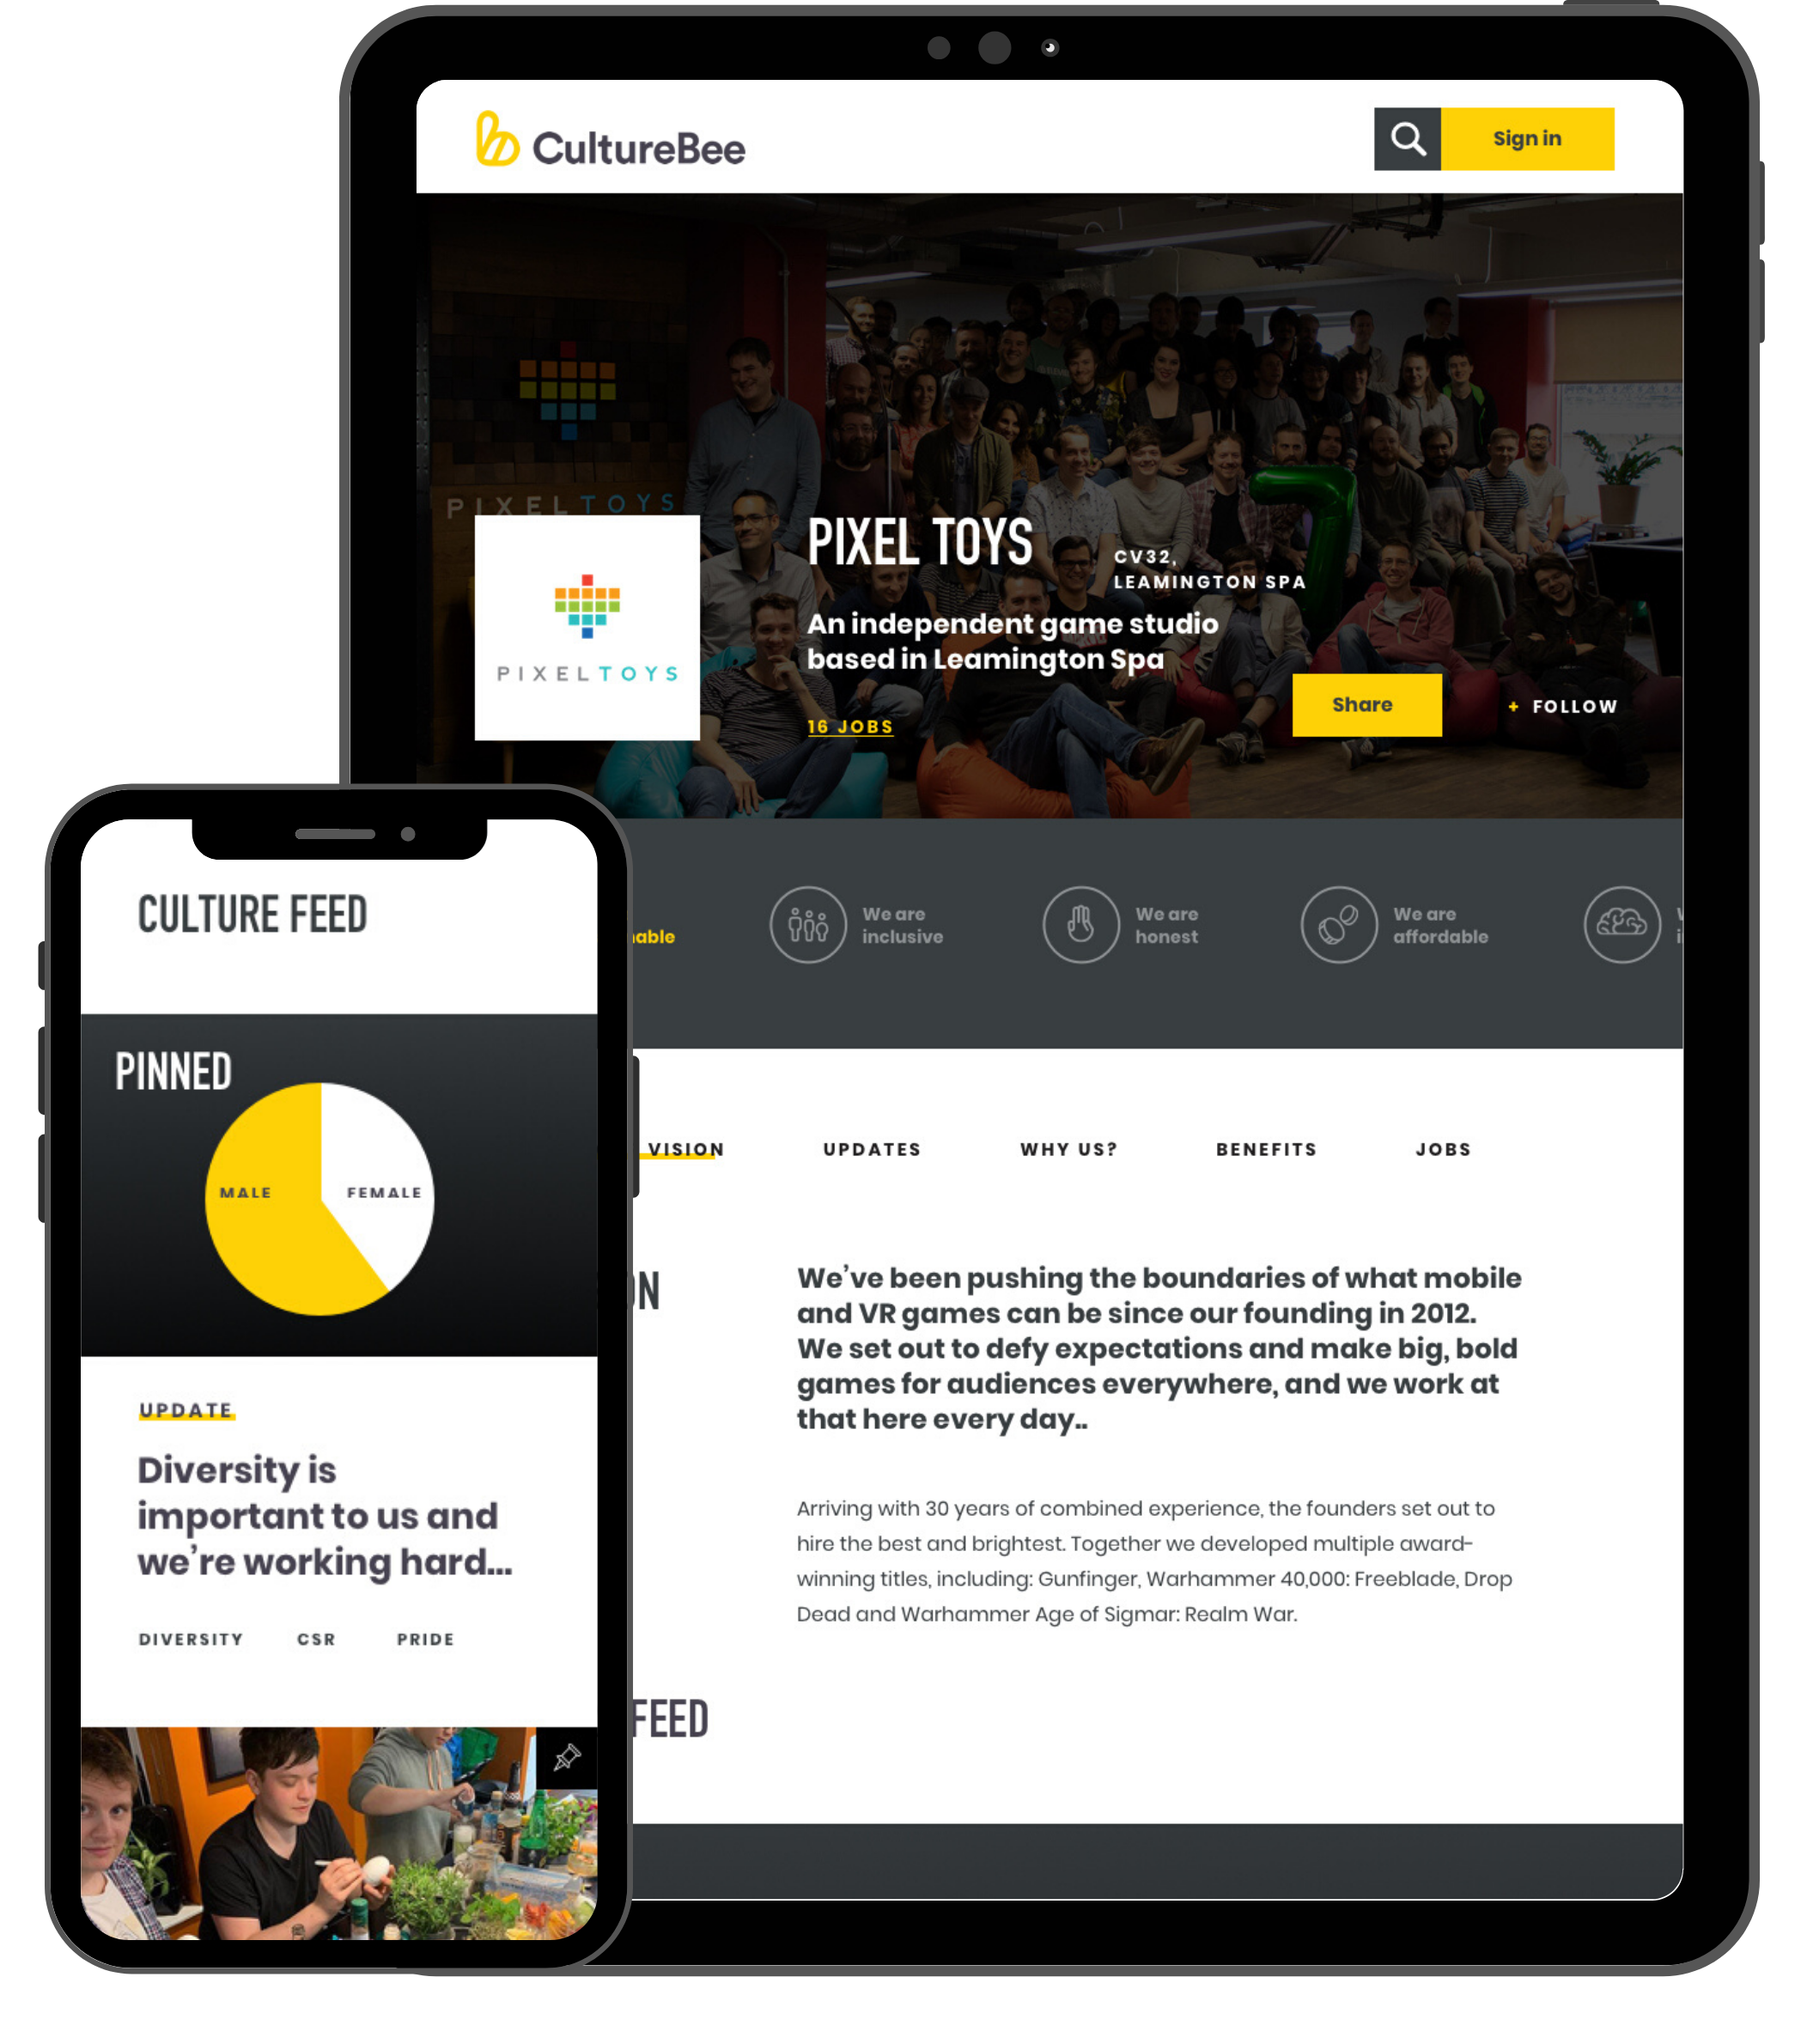 CultureBee
Sign in
PIXELTOYS
PIXELTOYS
PIXEL TOYS
CV32,
LEAMINGTON SPA
An independent game studio
based in Leamington Spa
16 JOBS
Share
+ FOLLOW
7
We are
inclusive
We are
honest
We are
affordable
VISION
UPDATES
WHY US?
BENEFITS
JOBS
We've been pushing the boundaries of what mobile
and VR games can be since our founding in 2012.
We set out to defy expectations and make big, bold
games for audiences everywhere, and we work at
that here every day..
Arriving with 30 years of combined experience, the founders set out to
hire the best and brightest. Together we developed multiple award-
winning titles, including: Gunfinger, Warhammer 40,000: Freeblade, Drop
Dead and Warhammer Age of Sigmar: Realm War.
FEED
CULTURE FEED
PINNED
MALE
FEMALE
UPDATE
Diversity is
important to us and
we're working hard...
DIVERSITY
CSR
PRIDE